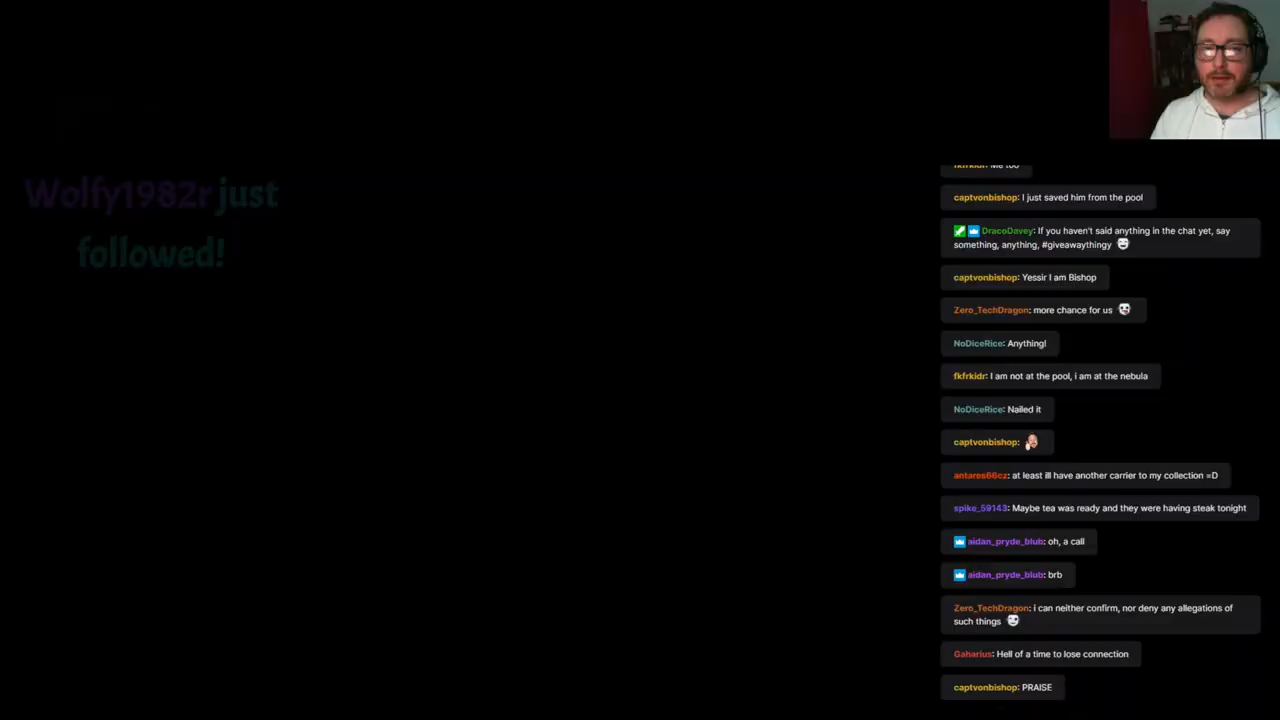 Wolfy1982r just
followed!
fkfrkidr: Me too
captvonbishop: I just saved him from the pool
DracoDavey: If you haven't said anything in the chat yet, say
something, anything, #giveawaythingy
captvonbishop: Yessir I am Bishop
Zero_TechDragon: more chance for us
NoDiceRice: Anything!
fkfrkidr: I am not at the pool, i am at the nebula
NoDiceRice: Nailed it
captvonbishop:
antares66cz: at least ill have another carrier to my collection =D
spike_59143: Maybe tea was ready and they were having steak tonight
aidan_pryde_blub: oh, a call
aidan_pryde_blub: brb
Zero_TechDragon: i can neither confirm, nor deny any allegations of
such things
Gaharius: Hell of a time to lose connection
captvonbishop: PRAISE